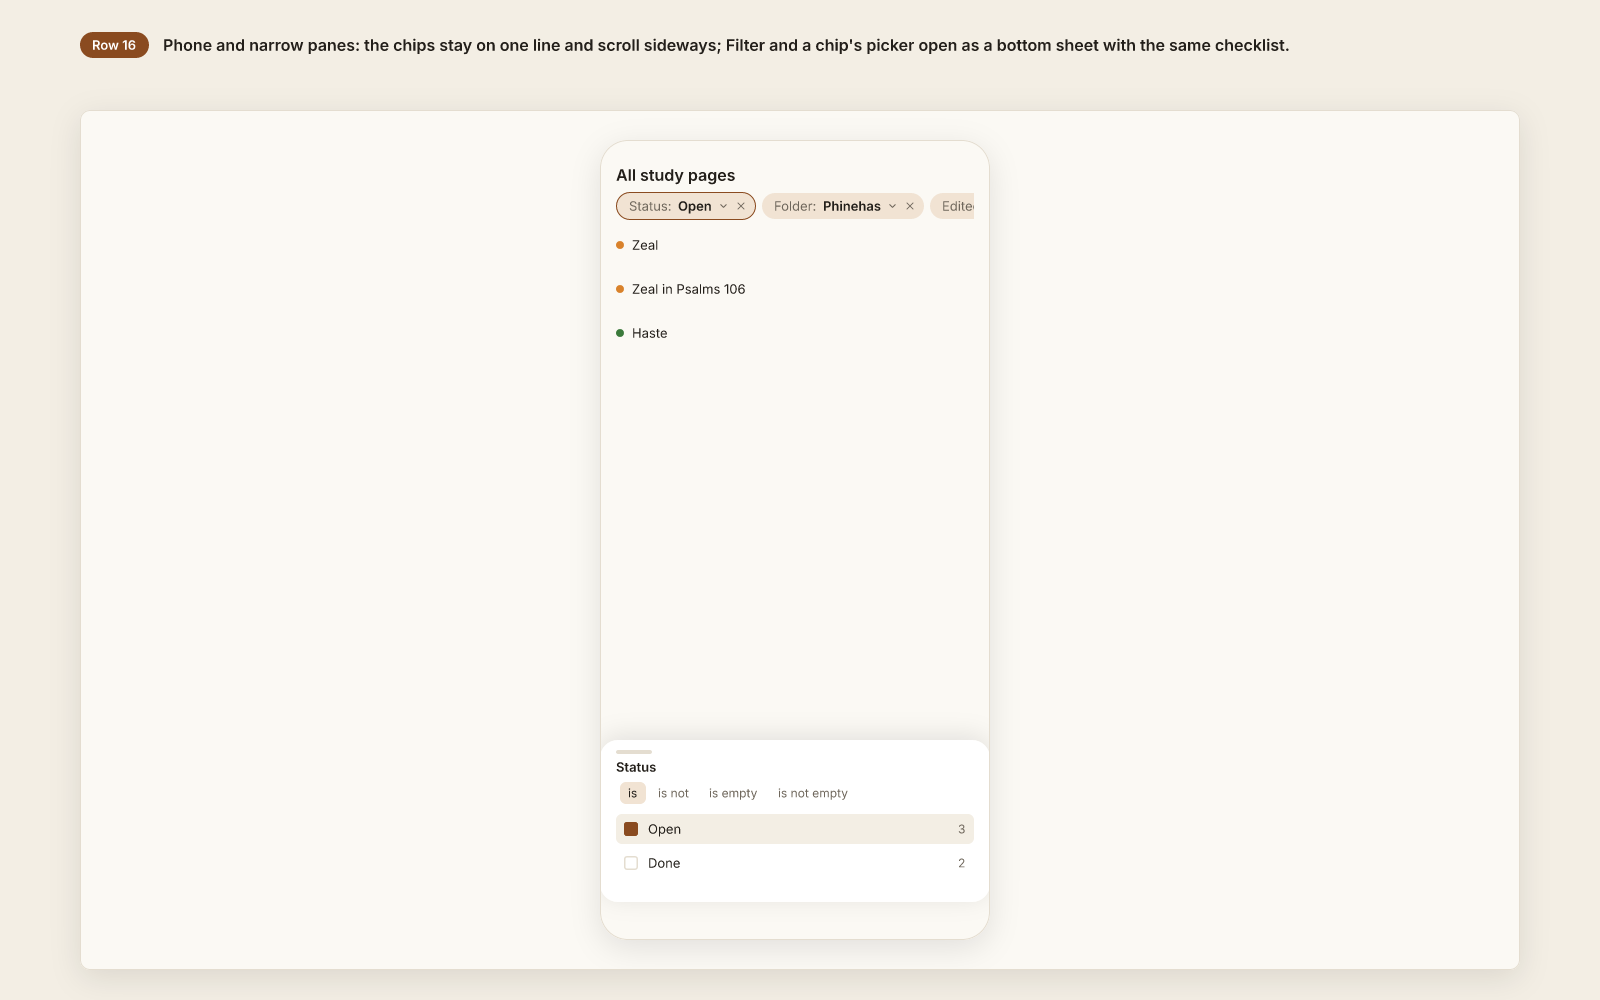 Row 16
Phone and narrow panes: the chips stay on one line and scroll sideways; Filter and a chip's picker open as a bottom sheet with the same checklist.
All study pages
Status: Open
Folder: Phinehas
Edite
Zeal
Zeal in Psalms 106
Haste
Status
is is not is empty is not empty
Open 3
Done 2